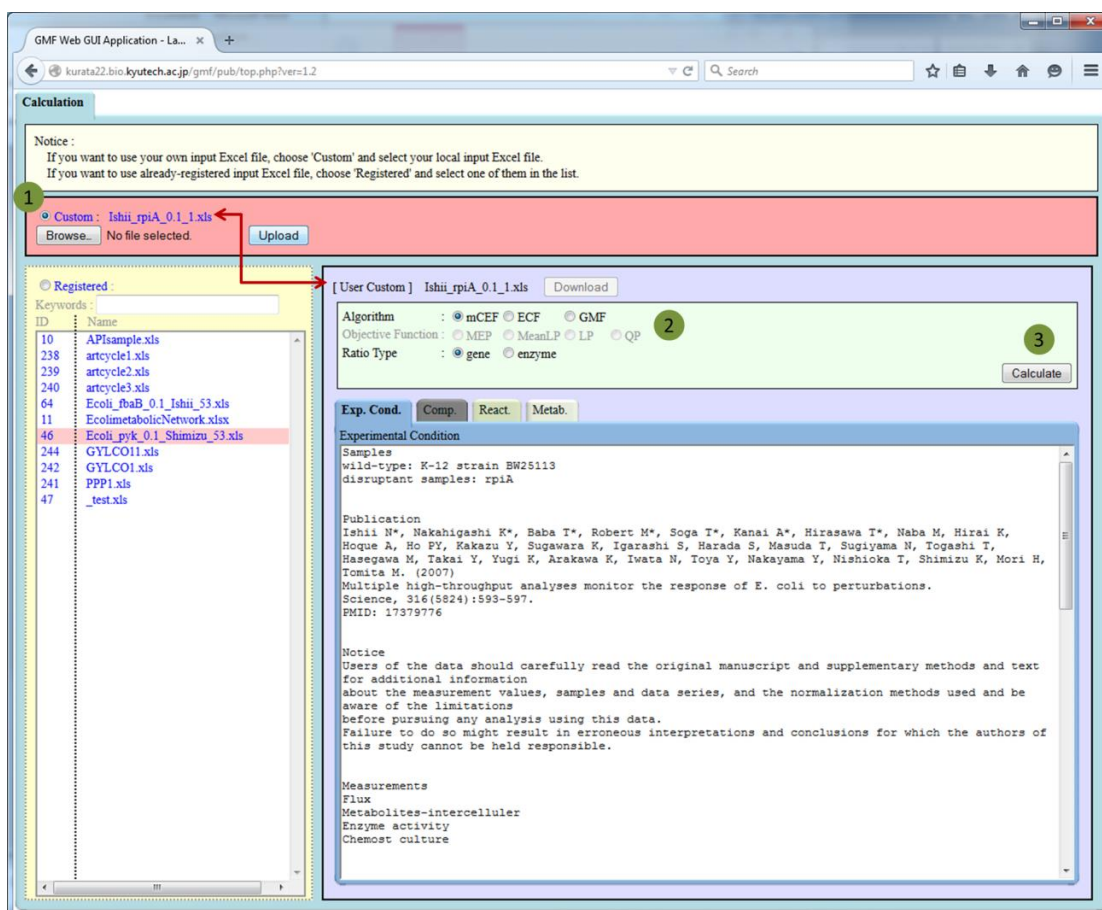 GMF Web GUI Application - La... × +
kurata22.bio.kyutech.ac.jp/gmf/pub/top.php?ver=1.2
Search
Calculation
Notice :
If you want to use your own input Excel file, choose 'Custom' and select your local input Excel file.
If you want to use already-registered input Excel file, choose 'Registered' and select one of them in the list.
1
Custom : Ishii_rpiA_0.1_1.xls
Browse... No file selected. Upload
Registered :
Keywords :
ID Name
10 APIsample.xls
238 artcycle1.xls
239 artcycle2.xls
240 artcycle3.xls
64 Ecoli_fbaB_0.1_Ishii_53.xls
11 EcolimetabolicNetwork.xlsx
46 Ecoli_pyk_0.1_Shimizu_53.xls
244 GYLCO11.xls
242 GYLCO1.xls
241 PPP1.xls
47 _test.xls
[ User Custom ] Ishii_rpiA_0.1_1.xls Download
Algorithm : mCEF ECF GMF
Objective Function : MEP MeanLP LP QP
Ratio Type : gene enzyme
2
3
Calculate
Exp. Cond. Comp. React. Metab.
Experimental Condition
Samples
wild-type: K-12 strain BW25113
disruptant samples: rpiA
Publication
Ishii N*, Nakahigashi K*, Baba T*, Robert M*, Soga T*, Kanai A*, Hirasawa T*, Naba M, Hirai K,
Hoque A, Ho PY, Kakazu Y, Sugawara K, Igarashi S, Harada S, Masuda T, Sugiyama N, Togashi T,
Hasegawa M, Takai Y, Yugi K, Arakawa K, Iwata N, Toya Y, Nakayama Y, Nishioka T, Shimizu K, Mori H,
Tomita M. (2007)
Multiple high-throughput analyses monitor the response of E. coli to perturbations.
Science, 316(5824):593-597.
PMID: 17379776
Notice
Users of the data should carefully read the original manuscript and supplementary methods and text
for additional information
about the measurement values, samples and data series, and the normalization methods used and be
aware of the limitations
before pursuing any analysis using this data.
Failure to do so might result in erroneous interpretations and conclusions for which the authors of
this study cannot be held responsible.
Measurements
Flux
Metabolites-intercelluler
Enzyme activity
Chemost culture